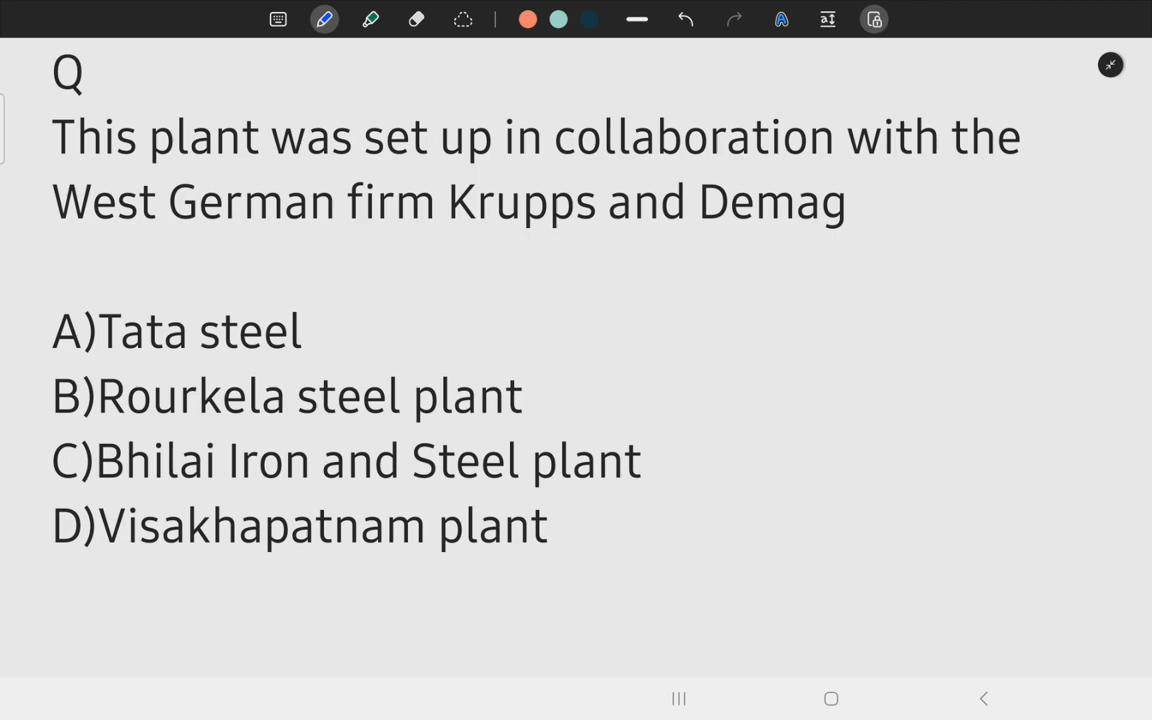 Q
This plant was set up in collaboration with the
West German firm Krupps and Demag
A)Tata steel
B)Rourkela steel plant
C)Bhilai Iron and Steel plant
D)Visakhapatnam plant